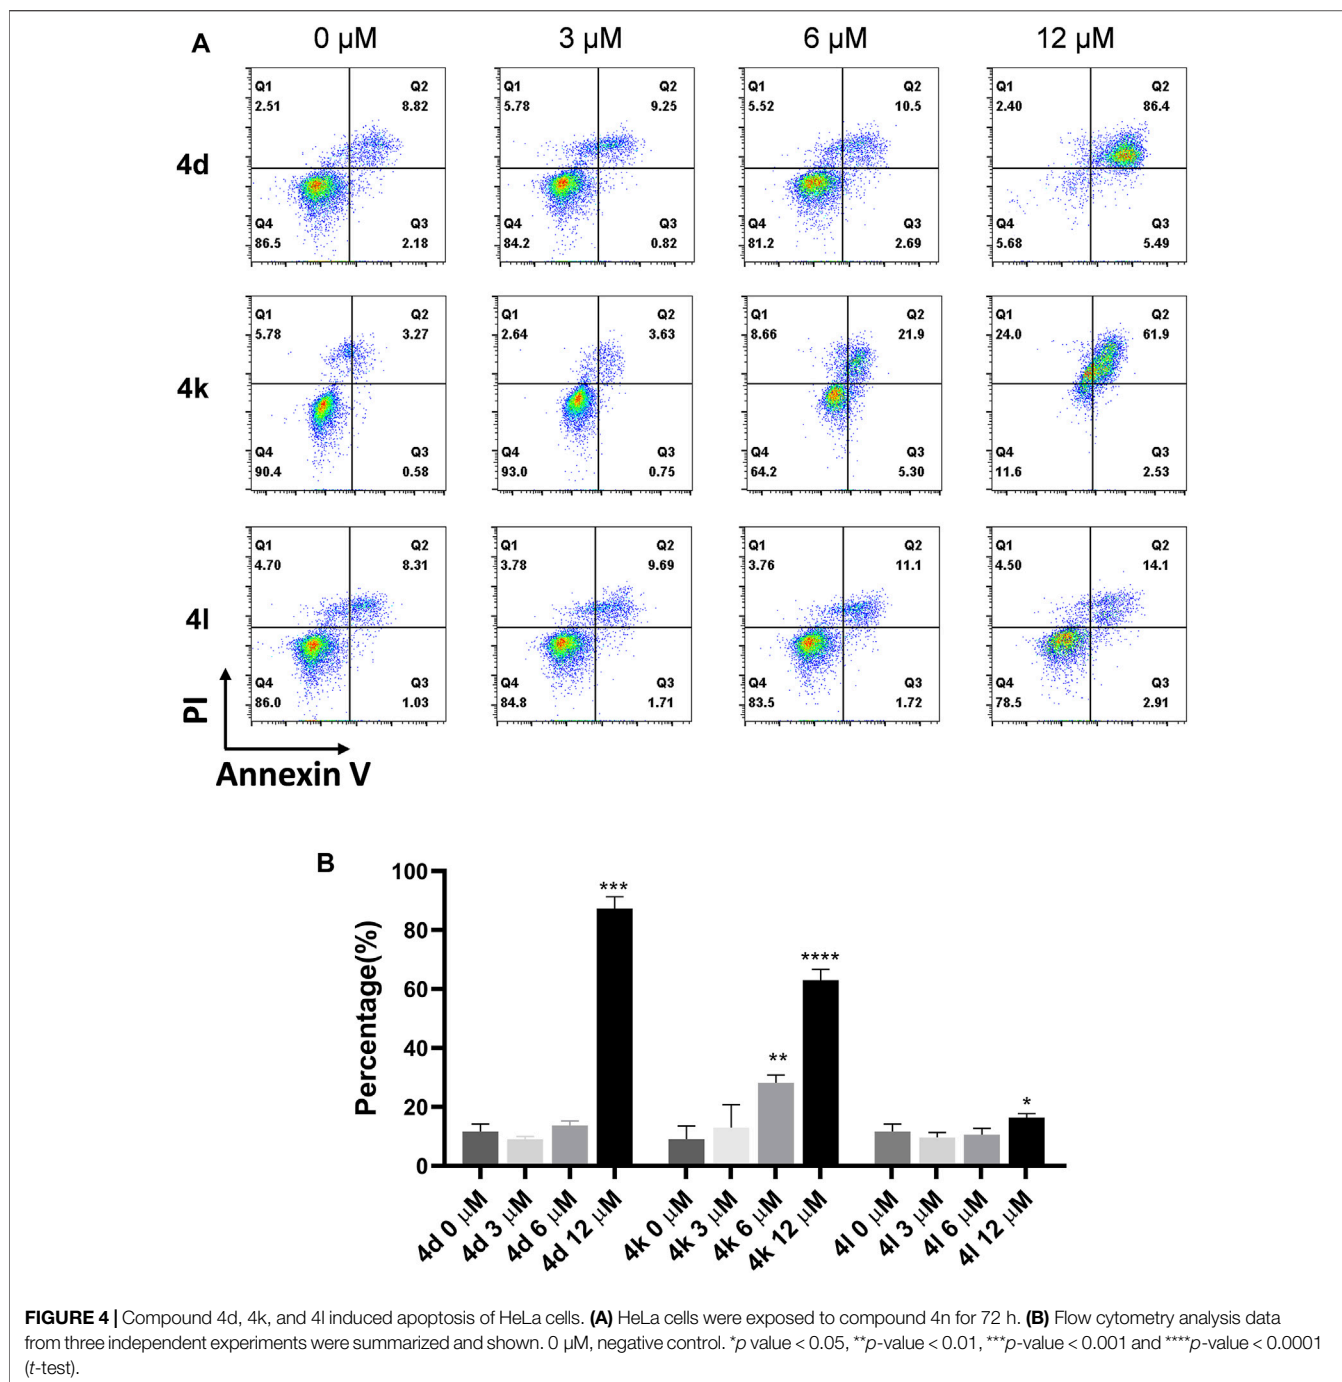 A 0 μM 3 μM 6 μM 12 μM
Q1 Q2 Q1 Q2 Q1 Q2 Q1 Q2
2.51 8.82 5.78 9.25 5.52 10.5 2.40 86.4
4d
Q4 Q3 Q4 Q3 Q4 Q3 Q4 Q3
86.5 2.18 84.2 0.82 81.2 2.69 5.68 5.49
Q1 Q2 Q1 Q2 Q1 Q2 Q1 Q2
5.78 3.27 2.64 3.63 8.66 21.9 24.0 61.9
4k
Q4 Q3 Q4 Q3 Q4 Q3 Q4 Q3
90.4 0.58 93.0 0.75 64.2 5.30 11.6 2.53
Q1 Q2 Q1 Q2 Q1 Q2 Q1 Q2
4.70 8.31 3.78 9.69 3.76 11.1 4.50 14.1
4l
Q4 Q3 Q4 Q3 Q4 Q3 Q4 Q3
86.0 1.03 84.8 1.71 83.5 1.72 78.5 2.91
PI
Annexin V
B
Percentage(%)
100
80
60
40
20
0
***
**
****
*
4d 0 μM
4d 3 μM
4d 6 μM
4d 12 μM
4k 0 μM
4k 3 μM
4k 6 μM
4k 12 μM
4l 0 μM
4l 3 μM
4l 6 μM
4l 12 μM
FIGURE 4 | Compound 4d, 4k, and 4l induced apoptosis of HeLa cells. (A) HeLa cells were exposed to compound 4n for 72 h. (B) Flow cytometry analysis data
from three independent experiments were summarized and shown. 0 μM, negative control. *p value < 0.05, **p-value < 0.01, ***p-value < 0.001 and ****p-value < 0.0001
(t-test).